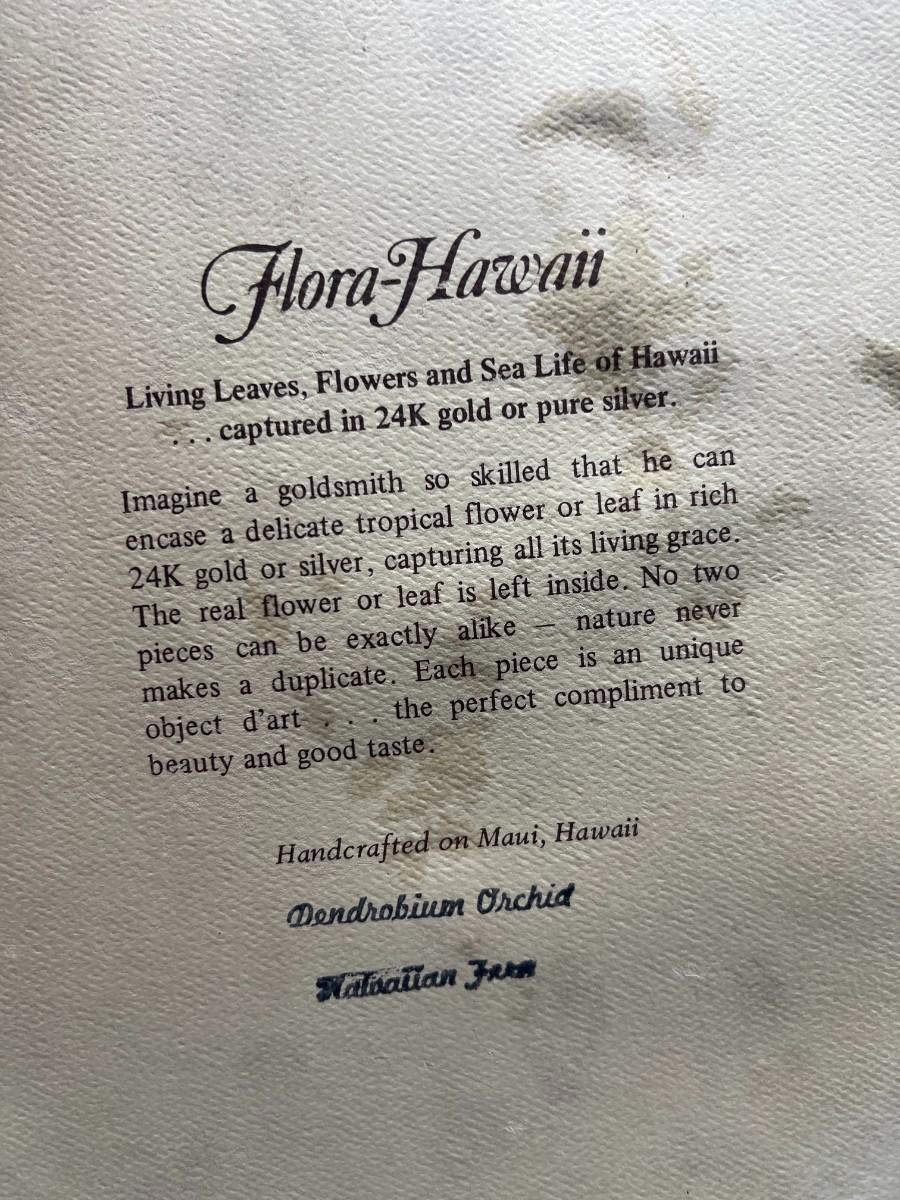 Flora-Hawaii
Living Leaves, Flowers and Sea Life of Hawaii
. . . captured in 24K gold or pure silver.
Imagine a goldsmith so skilled that he can
encase a delicate tropical flower or leaf in rich
24K gold or silver, capturing all its living grace.
The real flower or leaf is left inside. No two
pieces can be exactly alike — nature never
makes a duplicate. Each piece is an unique
object d'art . . . the perfect compliment to
beauty and good taste.
Handcrafted on Maui, Hawaii
Dendrobium Orchid
Hawaiian Fern